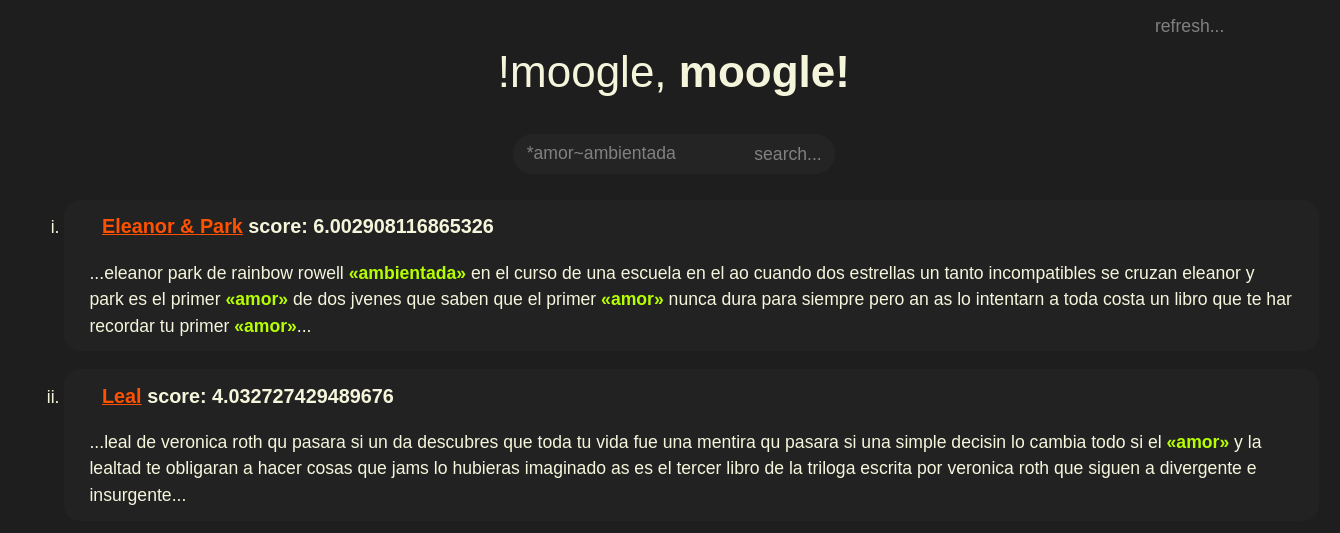 refresh...
!moogle, moogle!
*amor~ambientada search...
i. Eleanor & Park score: 6.002908116865326
...eleanor park de rainbow rowell «ambientada» en el curso de una escuela en el ao cuando dos estrellas un tanto incompatibles se cruzan eleanor y
park es el primer «amor» de dos jvenes que saben que el primer «amor» nunca dura para siempre pero an as lo intentarn a toda costa un libro que te har
recordar tu primer «amor»...
ii. Leal score: 4.032727429489676
...leal de veronica roth qu pasara si un da descubres que toda tu vida fue una mentira qu pasara si una simple decisin lo cambia todo si el «amor» y la
lealtad te obligaran a hacer cosas que jams lo hubieras imaginado as es el tercer libro de la triloga escrita por veronica roth que siguen a divergente e
insurgente...